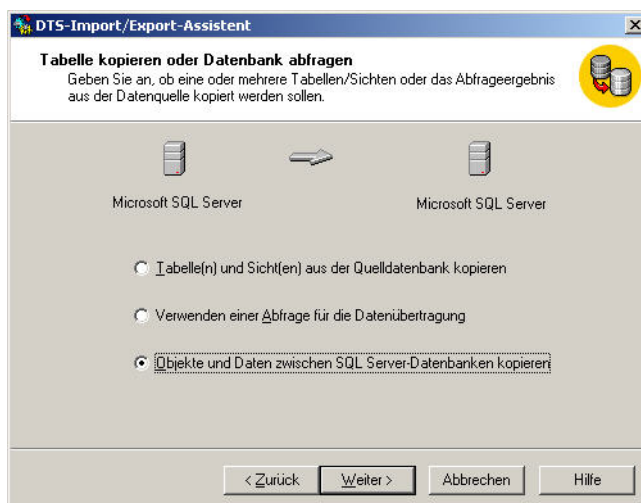 DTS-Import/Export-Assistent
Tabelle kopieren oder Datenbank abfragen
Geben Sie an, ob eine oder mehrere Tabellen/Sichten oder das Abfrageergebnis
aus der Datenquelle kopiert werden sollen.
Microsoft SQL Server
Microsoft SQL Server
Tabelle(n) und Sicht(en) aus der Quelldatenbank kopieren
Verwenden einer Abfrage für die Datenübertragung
Objekte und Daten zwischen SQL Server-Datenbanken kopieren
< Zurück
Weiter >
Abbrechen
Hilfe